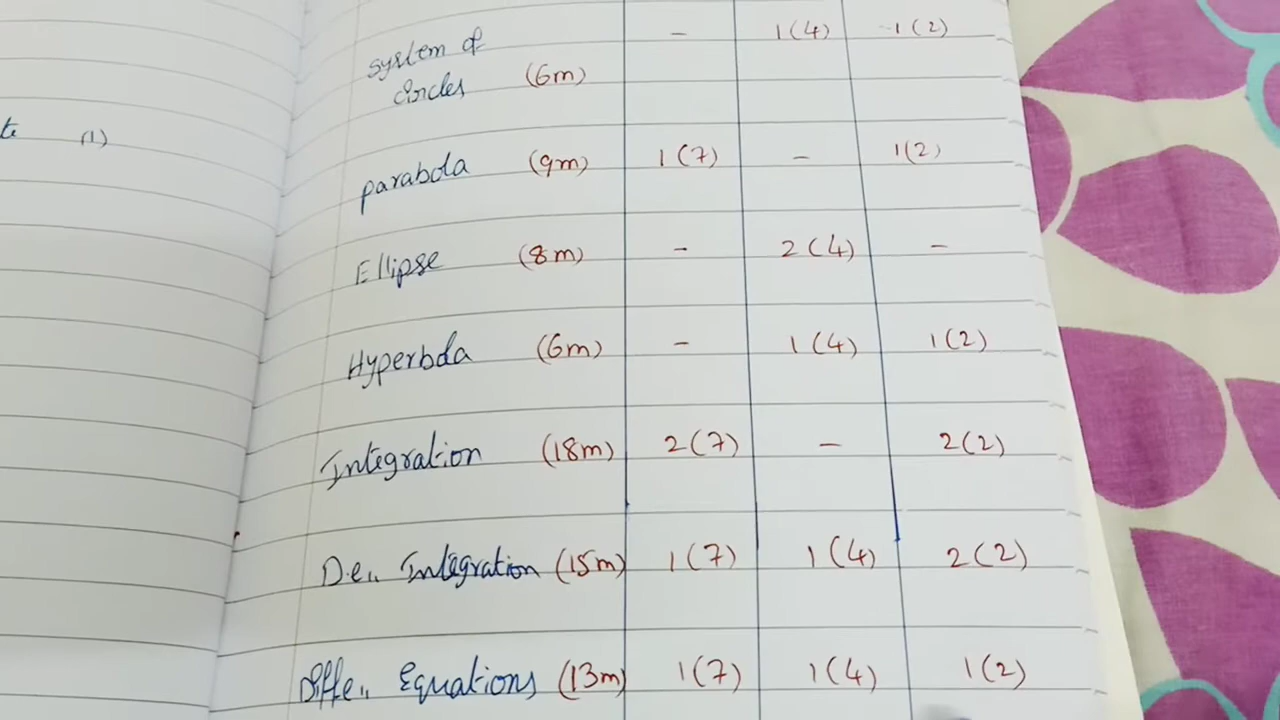 system of - 1(4) 1(2)
circles (6m)
te (1)
parabola (9m) 1(7) - 1(2)
Ellipse (8m) - 2(4) -
Hyperbola (6m) - 1(4) 1(2)
Integration (18m) 2(7) - 2(2)
De,, Integration (15m) 1(7) 1(4) 2(2)
Diffe,, Equations (13m) 1(7) 1(4) 1(2)